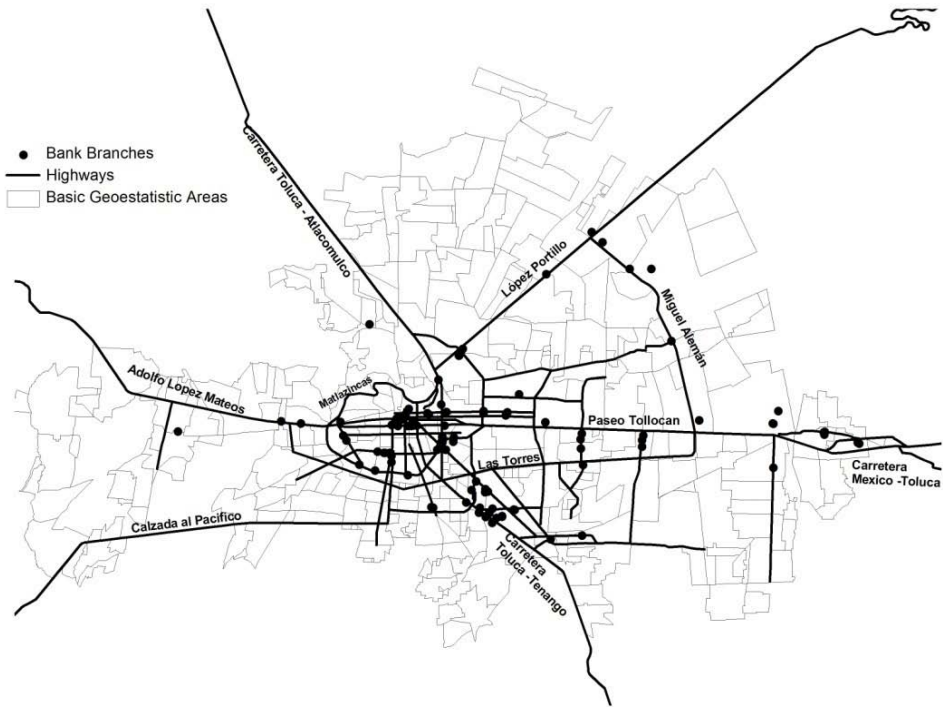 Bank Branches
Highways
Basic Geoestatistic Areas
Carretera Toluca - Atlacomulco
López Portillo
Miguel Alemán
Adolfo Lopez Mateos
Matlazincas
Paseo Tollocan
Las Torres
Carretera
Mexico -Toluca
Calzada al Pacifico
Carretera
Toluca -Tenango